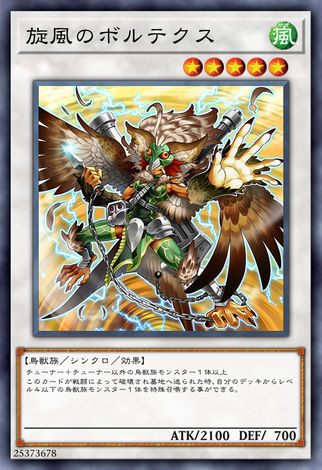 旋風のボルテクス
風
【鳥獣族／シンクロ／効果】
チューナー＋チューナー以外の鳥獣族モンスター１体以上
このカードが戦闘によって破壊され墓地へ送られた時、自分のデッキからレベ
ル４以下の鳥獣族モンスター１体を特殊召喚する事ができる。
ATK/2100 DEF/ 700
25373678